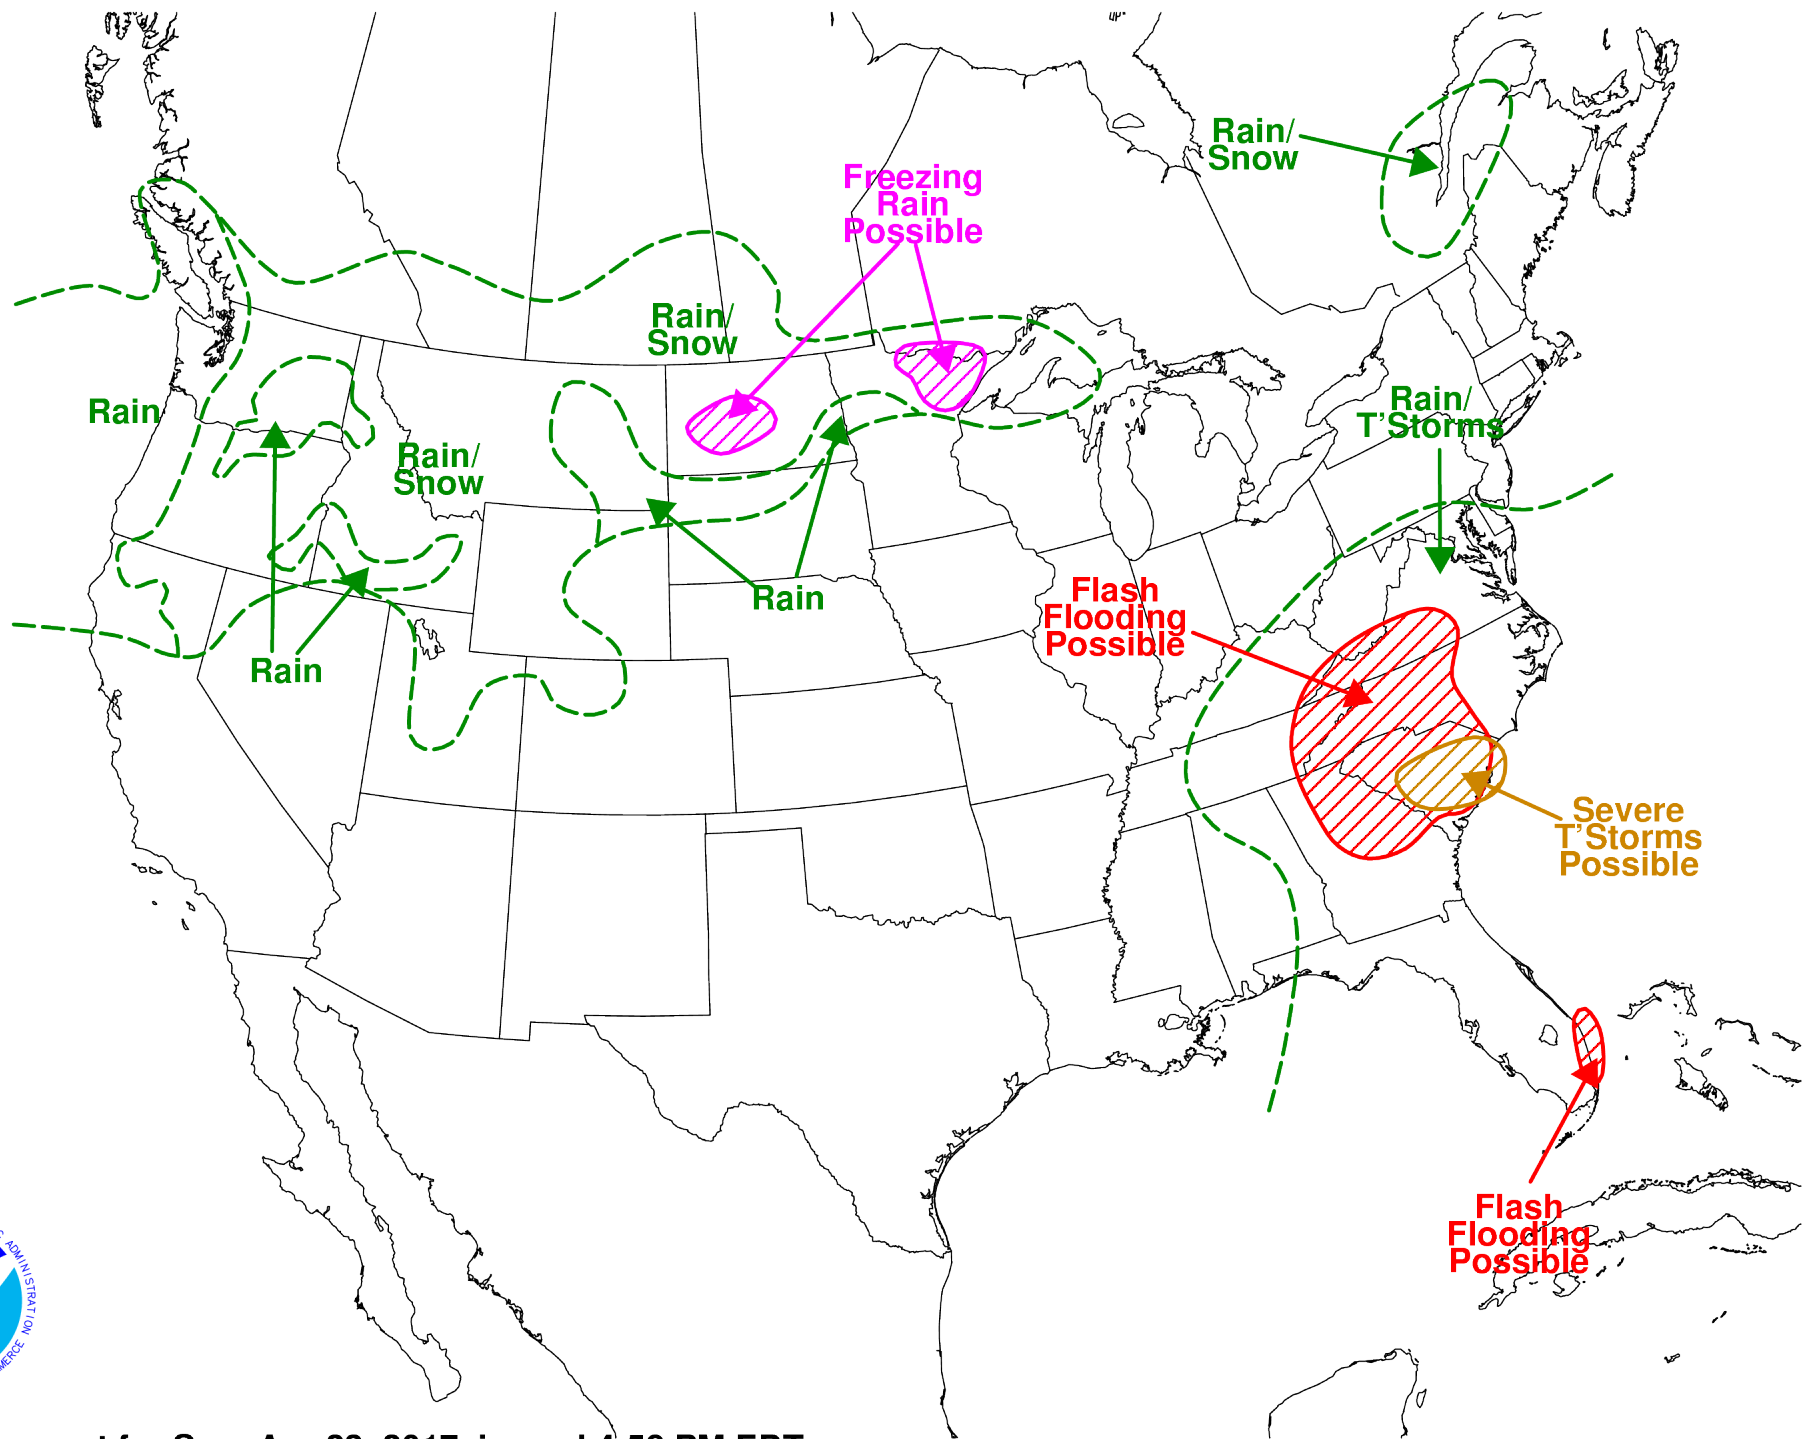 Rain/
Snow
Freezing
Rain
Possible
Rain/
Snow
Rain
Rain/
T'Storms
Rain/
Snow
Flash
Flooding
Possible
Rain
Rain
Severe
T'Storms
Possible
Flash
Flooding
Possible
ADMINISTRATION